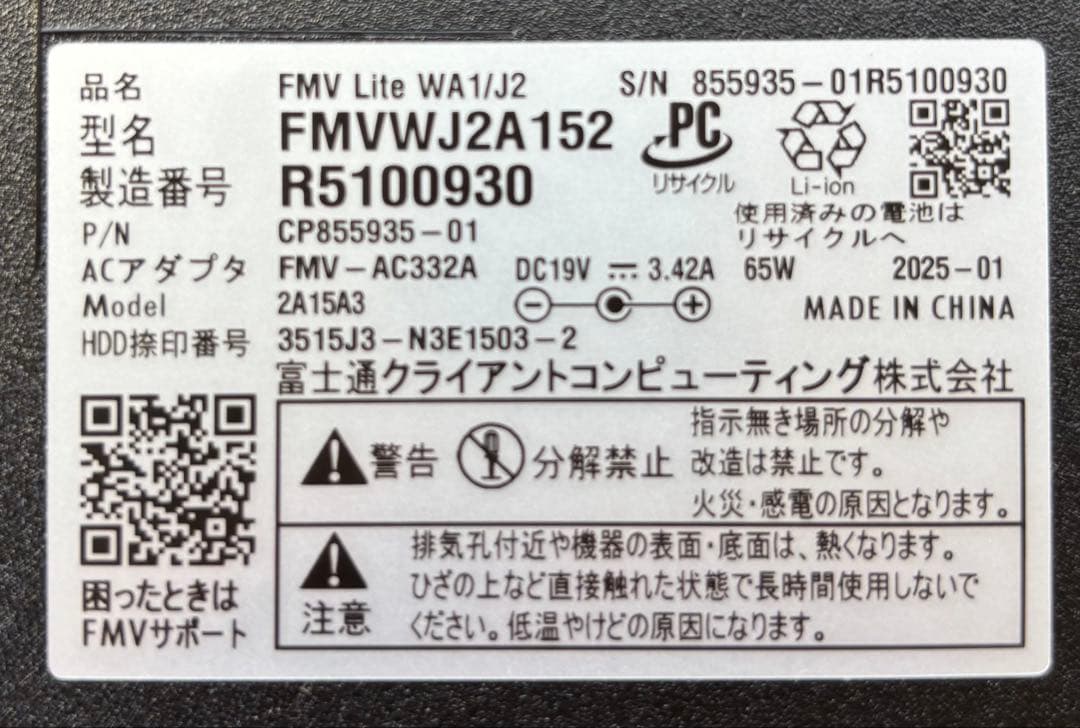 品名 FMV Lite WA1/J2 S/N 855935-01R5100930
型名 FMVWJ2A152
製造番号 R5100930
PC
リサイクル
Li-ion
使用済みの電池は
リサイクルへ
P/N CP855935-01
ACアダプタ FMV-AC332A DC19V 3.42A 65W 2025-01
Model 2A15A3 MADE IN CHINA
HDD捺印番号 3515J3-N3E1503-2
富士通クライアントコンピューティング株式会社
警告 分解禁止
指示無き場所の分解や
改造は禁止です。
火災・感電の原因となります。
注意
排気孔付近や機器の表面・底面は、熱くなります。
ひざの上など直接触れた状態で長時間使用しないで
ください。低温やけどの原因になります。
困ったときは
FMVサポート